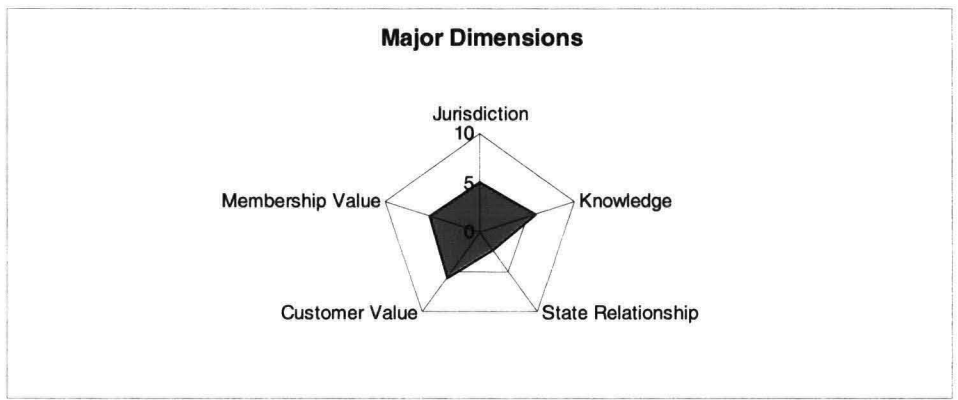 Major Dimensions
Jurisdiction
10
5
0
Membership Value
Knowledge
Customer Value
State Relationship